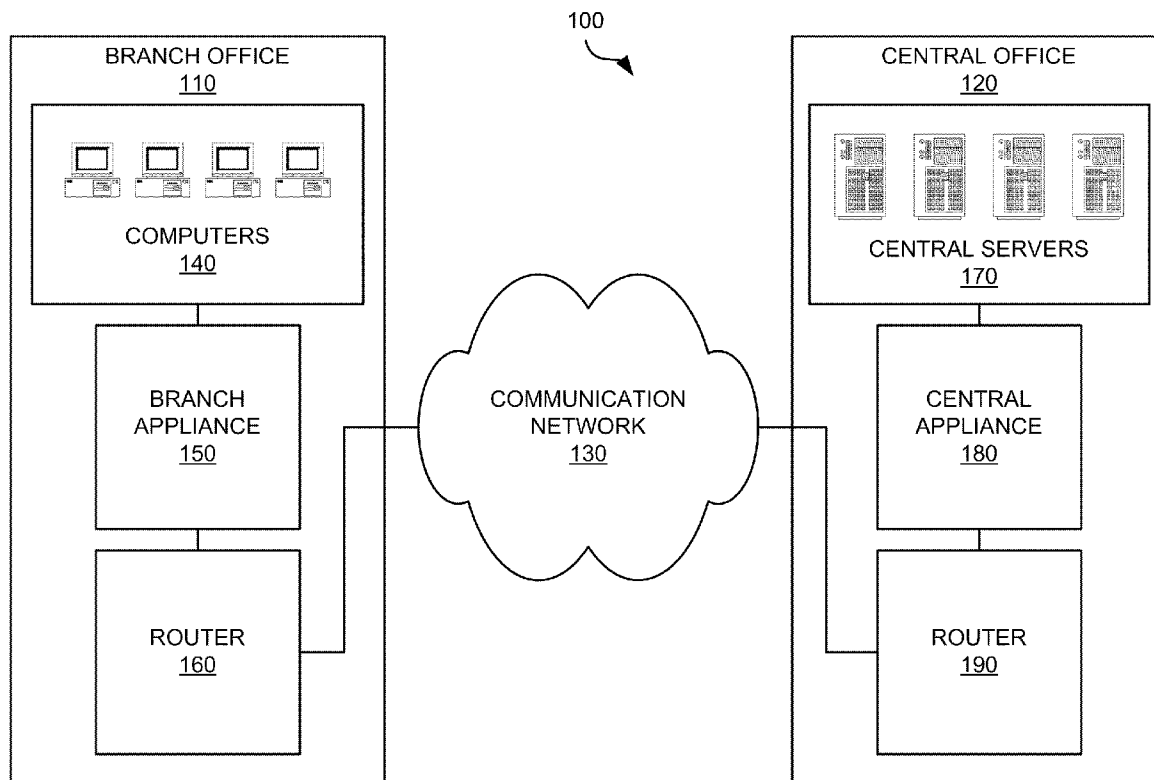 100
BRANCH OFFICE
110
COMPUTERS
140
BRANCH
APPLIANCE
150
ROUTER
160
COMMUNICATION
NETWORK
130
CENTRAL OFFICE
120
CENTRAL SERVERS
170
CENTRAL
APPLIANCE
180
ROUTER
190